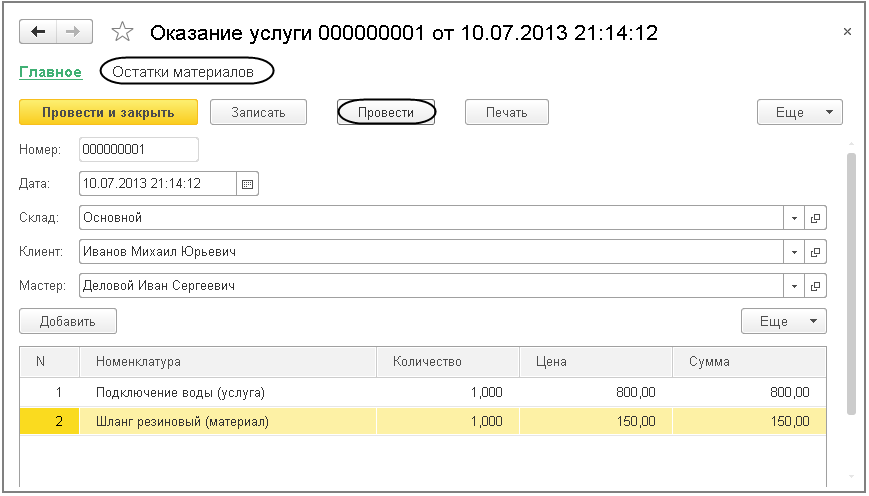 Оказание услуги 000000001 от 10.07.2013 21:14:12
Главное Остатки материалов
Провести и закрыть Записать Провести Печать Еще
Номер: 000000001
Дата: 10.07.2013 21:14:12
Склад: Основной
Клиент: Иванов Михаил Юрьевич
Мастер: Деловой Иван Сергеевич
Добавить Еще
N Номенклатура Количество Цена Сумма
1 Подключение воды (услуга) 1,000 800,00 800,00
2 Шланг резиновый (материал) 1,000 150,00 150,00